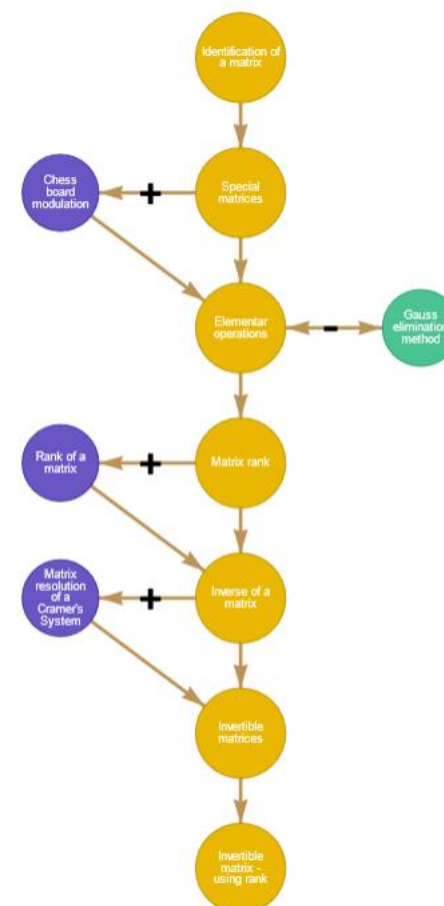 Identification of
a matrix
Chess
board
modulation
+
Special
matrices
Elementar
operations
-
Gauss
elimination
method
Rank of a
matrix
+
Matrix rank
Matrix
resolution
of a
Cramer's
System
+
Inverse of a
matrix
Invertible
matrices
Invertible
matrix -
using rank